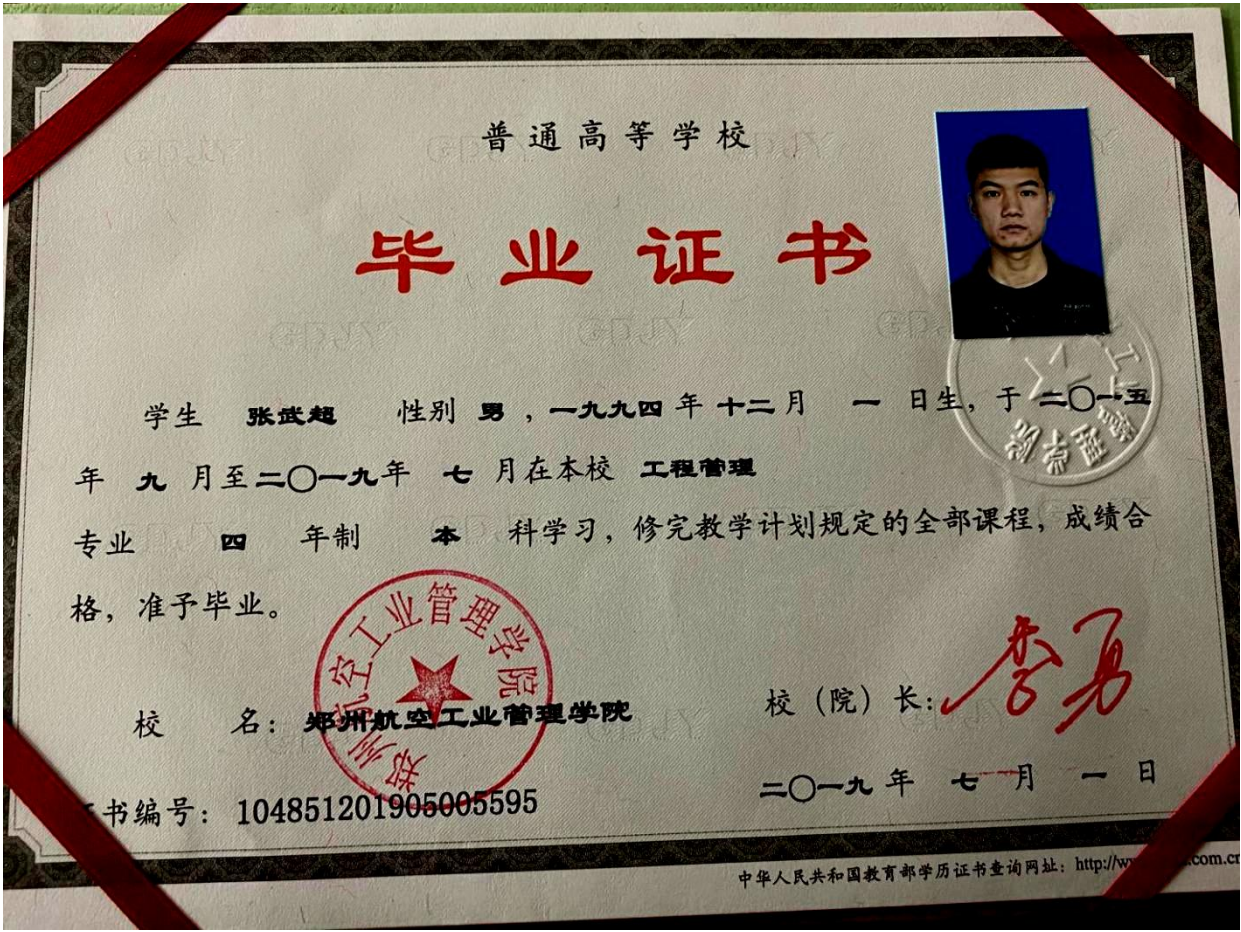 普通高等学校
毕业证书
学生 张武超 性别 男，一九九四年十二月 一 日生，于二〇一五
年 九 月至二〇一九年 七 月在本校 工程管理
专业 四 年制 本 科学习，修完教学计划规定的全部课程，成绩合
格，准予毕业。
郑州航空工业管理学院
校 名：郑州航空工业管理学院
校（院）长：李勇
书编号：104851201905005595
二〇一九年 七 月 一 日
中华人民共和国教育部学历证书查询网址：http://w
.com.cn